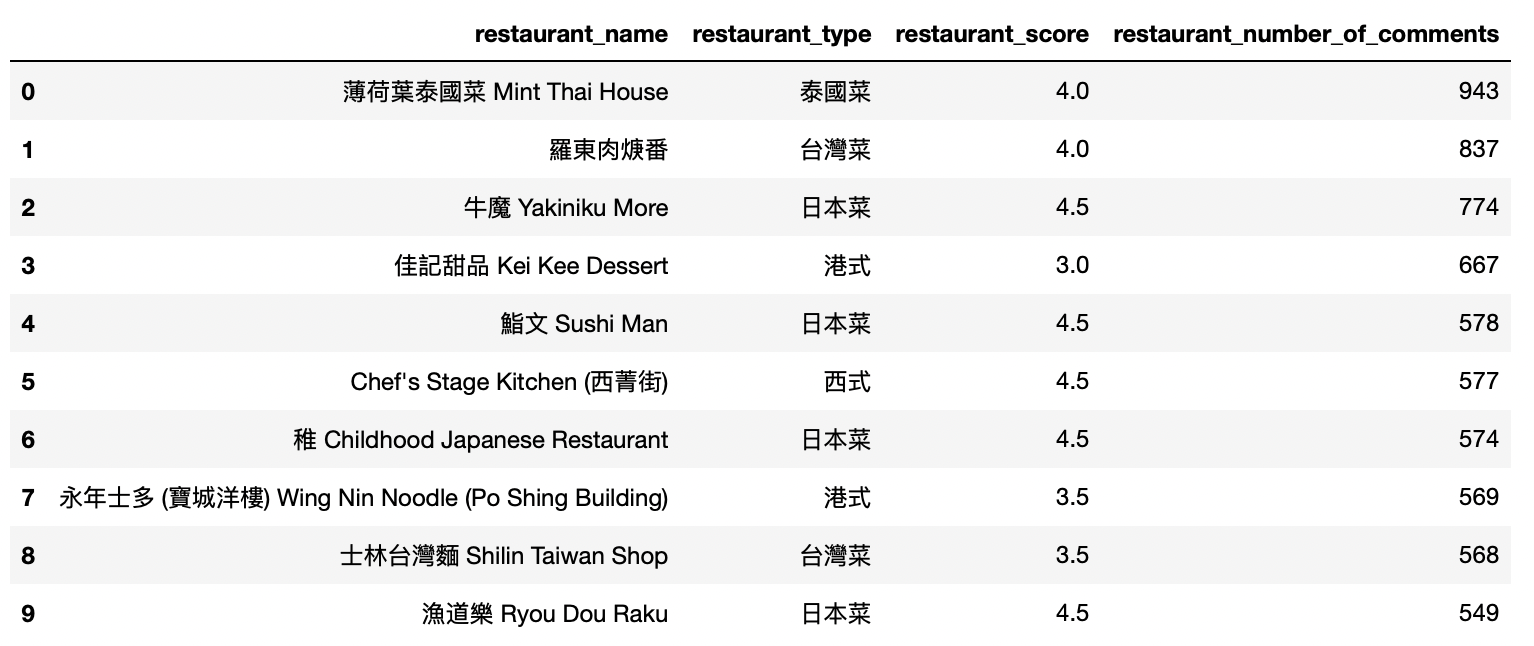 restaurant_name restaurant_type restaurant_score restaurant_number_of_comments
0 薄荷葉泰國菜 Mint Thai House 泰國菜 4.0 943
1 羅東肉焿番 台灣菜 4.0 837
2 牛魔 Yakiniku More 日本菜 4.5 774
3 佳記甜品 Kei Kee Dessert 港式 3.0 667
4 鮨文 Sushi Man 日本菜 4.5 578
5 Chef's Stage Kitchen (西菁街) 西式 4.5 577
6 稚 Childhood Japanese Restaurant 日本菜 4.5 574
7 永年士多 (寶城洋樓) Wing Nin Noodle (Po Shing Building) 港式 3.5 569
8 士林台灣麵 Shilin Taiwan Shop 台灣菜 3.5 568
9 漁道樂 Ryou Dou Raku 日本菜 4.5 549